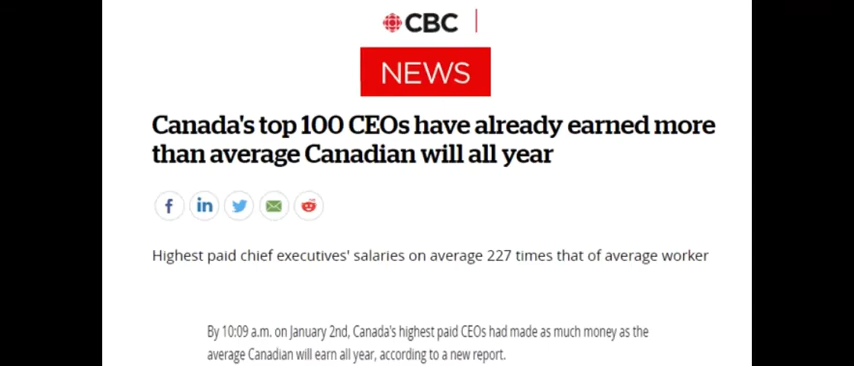 CBC
NEWS
Canada's top 100 CEOs have already earned more
than average Canadian will all year
Highest paid chief executives' salaries on average 227 times that of average worker
By 10:09 a.m. on January 2nd, Canada's highest paid CEOs had made as much money as the
average Canadian will earn all year, according to a new report.